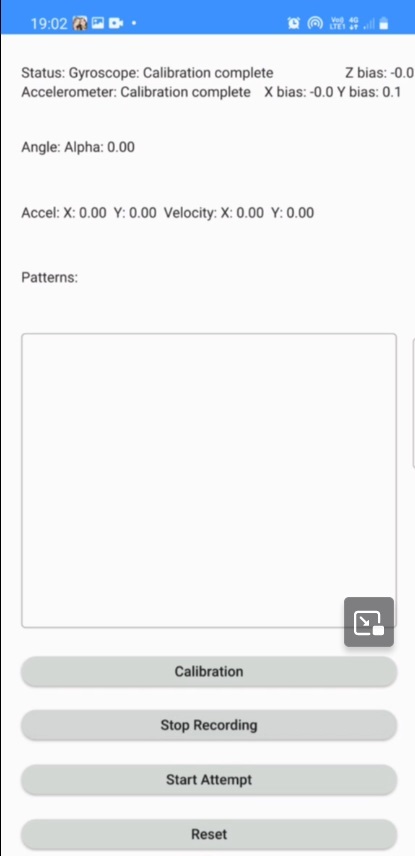 19:02
VoLTE1 4G
Status: Gyroscope: Calibration complete Z bias: -0.0
Accelerometer: Calibration complete X bias: -0.0 Y bias: 0.1
Angle: Alpha: 0.00
Accel: X: 0.00 Y: 0.00 Velocity: X: 0.00 Y: 0.00
Patterns:
Calibration
Stop Recording
Start Attempt
Reset